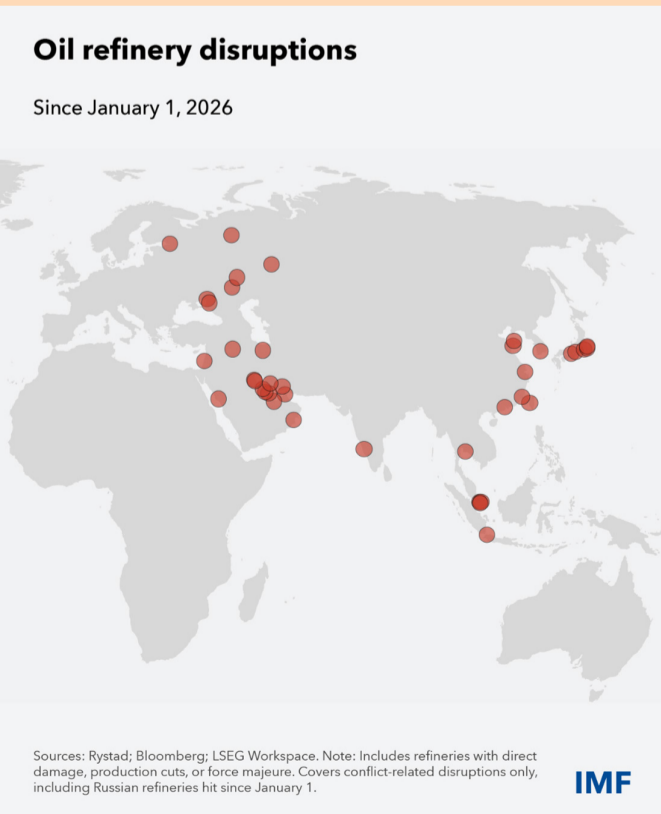 Oil refinery disruptions
Since January 1, 2026
Sources: Rystad; Bloomberg; LSEG Workspace. Note: Includes refineries with direct
damage, production cuts, or force majeure. Covers conflict-related disruptions only,
including Russian refineries hit since January 1.
IMF